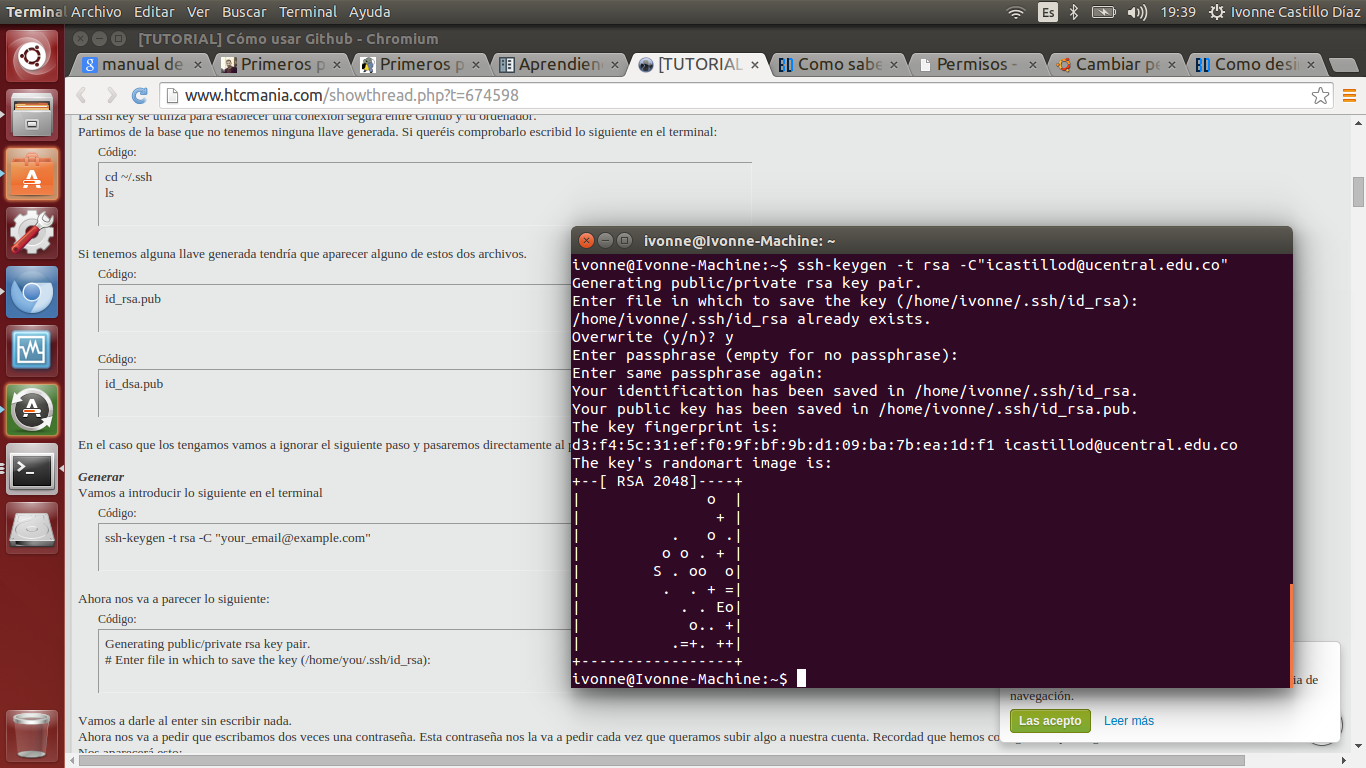 Terminal Archivo Editar Ver Buscar Terminal Ayuda
Es
19:39
Ivonne Castillo Díaz
[TUTORIAL] Cómo usar Github - Chromium
manual de
Primeros p
Primeros p
Aprendien
[TUTORIAL
Como sabe
Permisos -
Cambiar pe
Como desi
www.htcmania.com/showthread.php?t=674598
La ssh key se utiliza para establecer una conexión segura entre Github y tu ordenador.
Partimos de la base que no tenemos ninguna llave generada. Si queréis comprobarlo escribid lo siguiente en el terminal:
Código:
cd ~/.ssh
ls
Si tenemos alguna llave generada tendría que aparecer alguno de estos dos archivos.
Código:
id_rsa.pub
Código:
id_dsa.pub
En el caso que los tengamos vamos a ignorar el siguiente paso y pasaremos directamente al
Generar
Vamos a introducir lo siguiente en el terminal
Código:
ssh-keygen -t rsa -C "your_email@example.com"
Ahora nos va a parecer lo siguiente:
Código:
Generating public/private rsa key pair.
# Enter file in which to save the key (/home/you/.ssh/id_rsa):
Vamos a darle al enter sin escribir nada.
Ahora nos va a pedir que escribamos dos veces una contraseña. Esta contraseña nos la va a pedir cada vez que queramos subir algo a nuestra cuenta. Recordad que hemos
Nos aparecerá esto:
ivonne@Ivonne-Machine: ~
ivonne@Ivonne-Machine:~$ ssh-keygen -t rsa -C"icastillod@ucentral.edu.co"
Generating public/private rsa key pair.
Enter file in which to save the key (/home/ivonne/.ssh/id_rsa):
/home/ivonne/.ssh/id_rsa already exists.
Overwrite (y/n)? y
Enter passphrase (empty for no passphrase):
Enter same passphrase again:
Your identification has been saved in /home/ivonne/.ssh/id_rsa.
Your public key has been saved in /home/ivonne/.ssh/id_rsa.pub.
The key fingerprint is:
d3:f4:5c:31:ef:f0:9f:bf:9b:d1:09:ba:7b:ea:1d:f1 icastillod@ucentral.edu.co
The key's randomart image is:
+--[ RSA 2048]----+
|              o  |
|               + |
|          .   o .|
|         o o . + |
|        S . oo  o|
|         .  . + =|
|           . . Eo|
|            o.. +|
|          .=+. ++|
+-----------------+
ivonne@Ivonne-Machine:~$
ia de
navegación.
Las acepto
Leer más